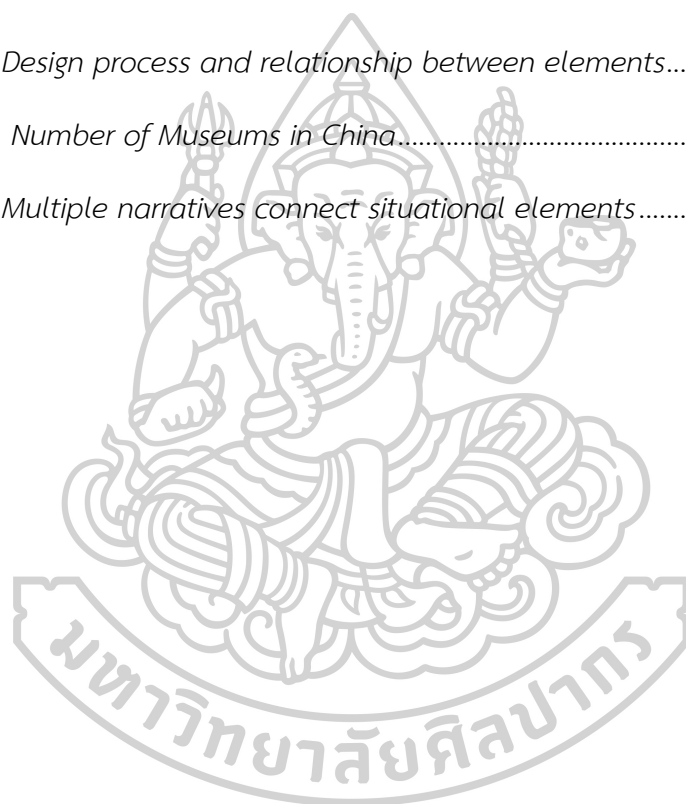 Design process and relationship between elements...
Number of Museums in China.......................................
Multiple narratives connect situational elements.......
มหาวิทยาลัยศิลปากร